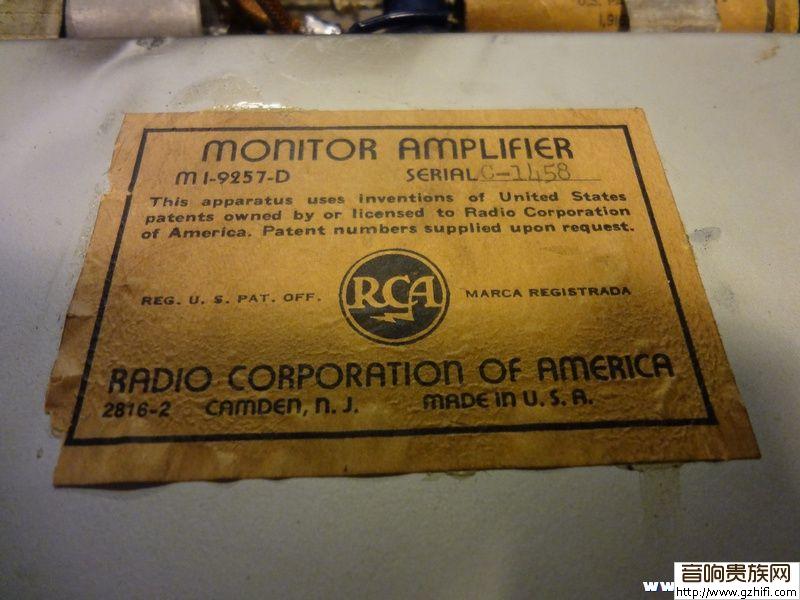 MONITOR AMPLIFIER
MI-9257-D SERIAL C-1458
This apparatus uses inventions of United States
patents owned by or licensed to Radio Corporation
of America. Patent numbers supplied upon request.
REG. U. S. PAT. OFF. RCA MARCA REGISTRADA
RADIO CORPORATION OF AMERICA
2816-2 CAMDEN, N. J. MADE IN U. S. A.
音响贵族网
http://www.gzhifi.com